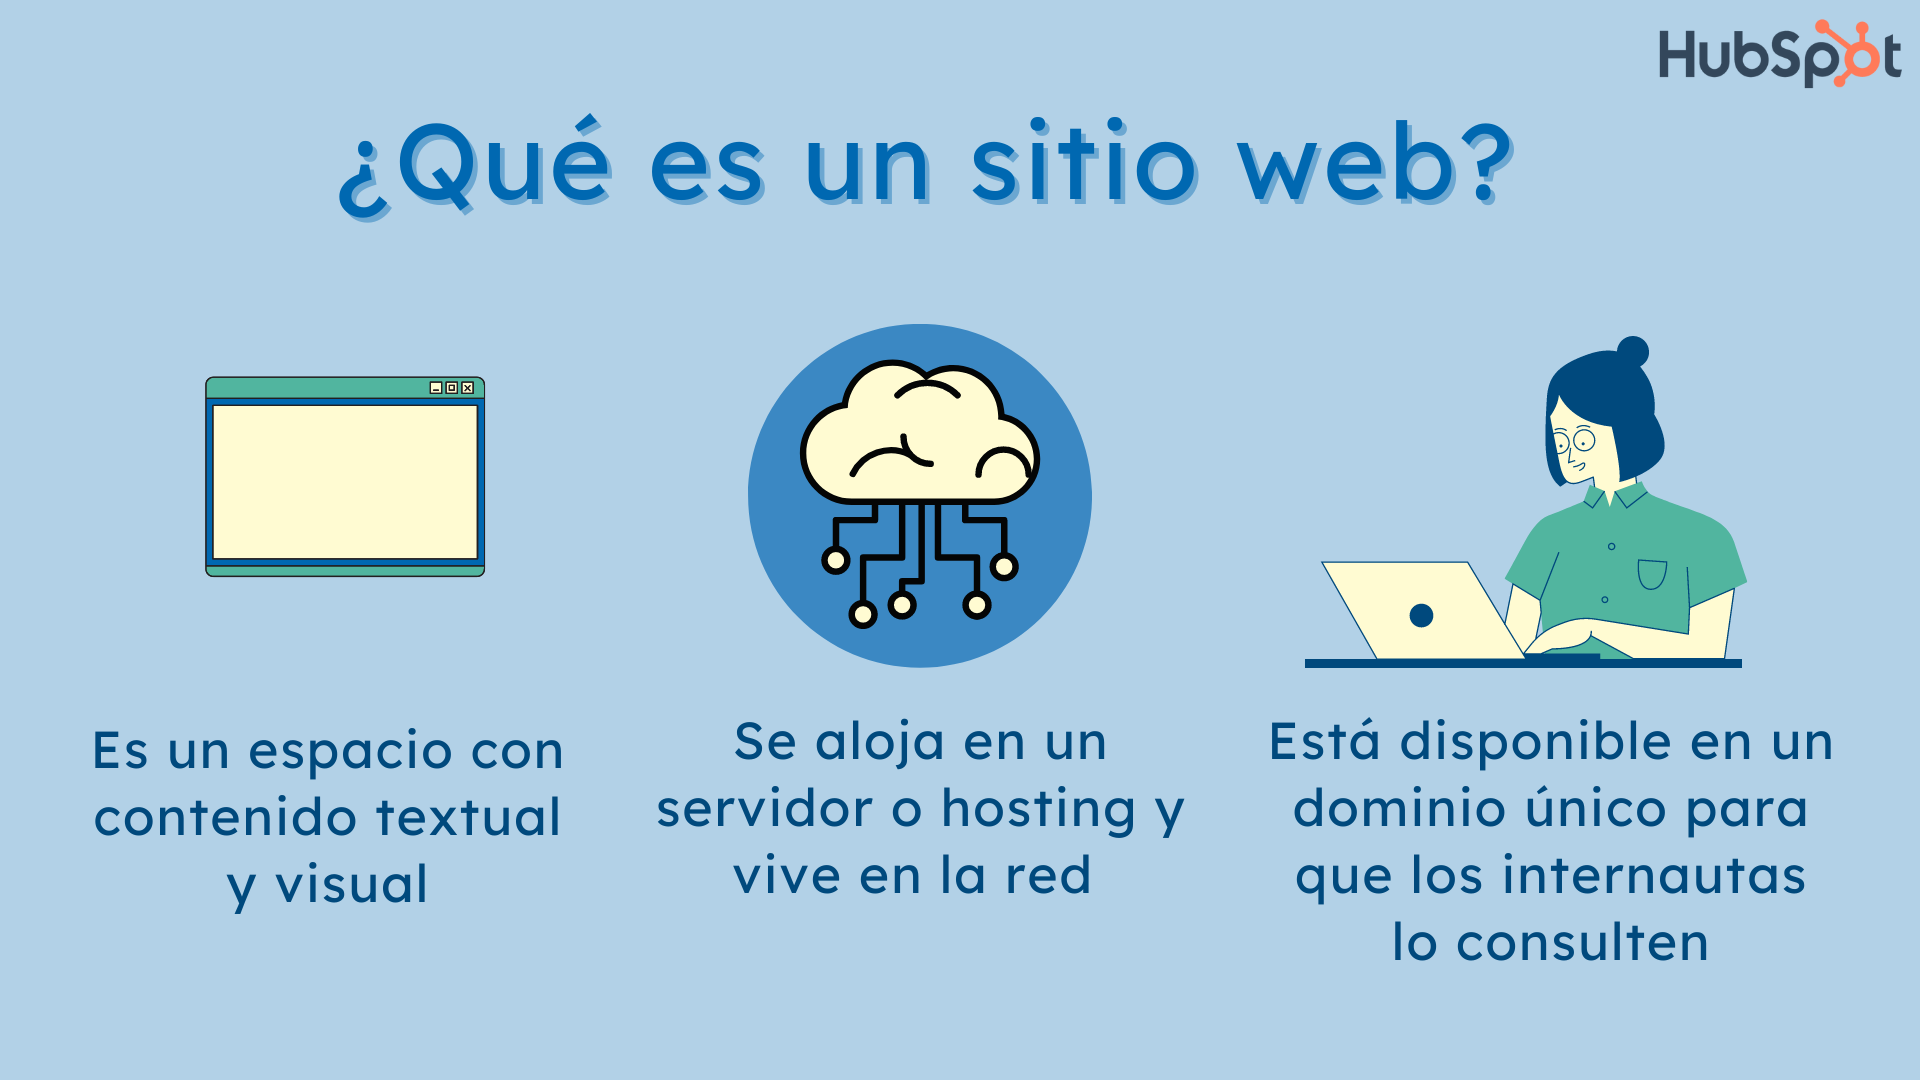 HubSpot
¿Qué es un sitio web?
Es un espacio con
contenido textual
y visual
Se aloja en un
servidor o hosting y
vive en la red
Está disponible en un
dominio único para
que los internautas
lo consulten